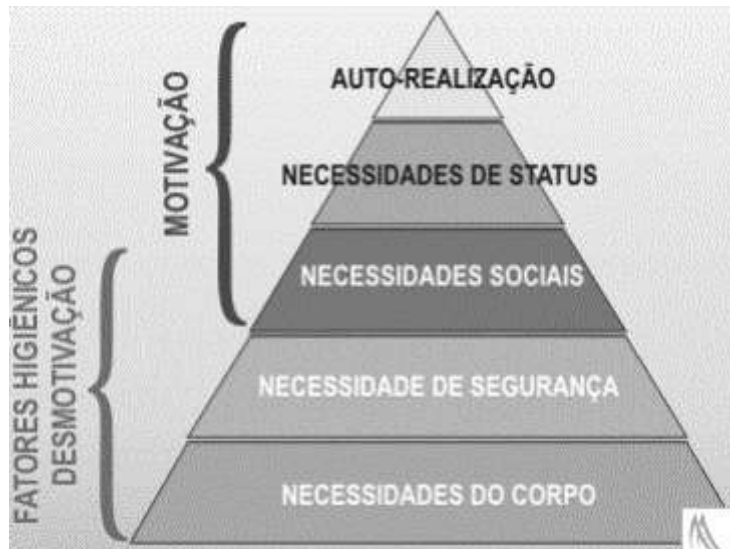 MOTIVAÇÃO
FATORES HIGIÊNICOS
DESMOTIVAÇÃO
AUTO-REALIZAÇÃO
NECESSIDADES DE STATUS
NECESSIDADES SOCIAIS
NECESSIDADE DE SEGURANÇA
NECESSIDADES DO CORPO